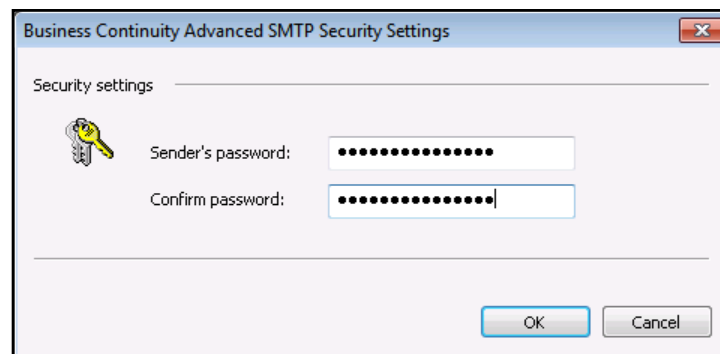 Business Continuity Advanced SMTP Security Settings
Security settings
Sender's password: •••••••••••••••
Confirm password: •••••••••••••••
OK Cancel